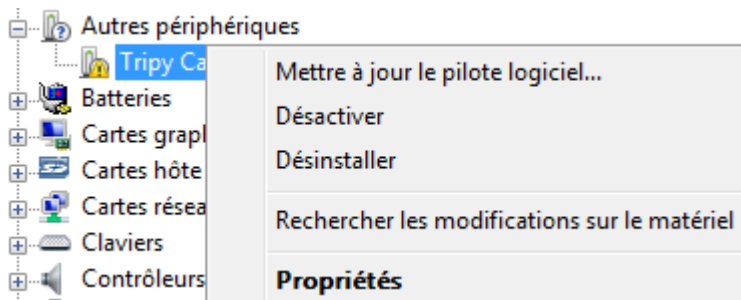 Autres périphériques
Tripy Ca
Batteries
Cartes grapl
Cartes hôte
Cartes résea
Claviers
Contrôleurs
Mettre à jour le pilote logiciel...
Désactiver
Désinstaller
Rechercher les modifications sur le matériel
Propriétés